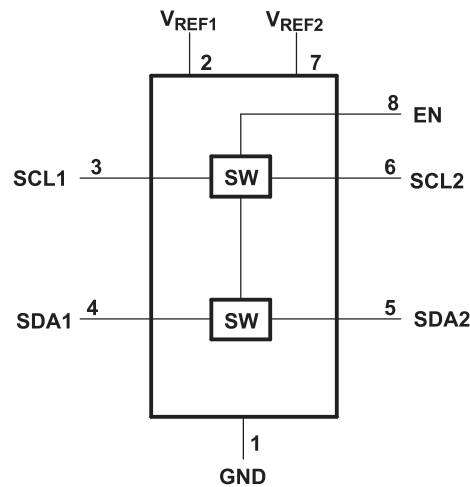 VREF1 VREF2
2 7
8 EN
SCL1 3 SW 6 SCL2
SDA1 4 SW 5 SDA2
1
GND